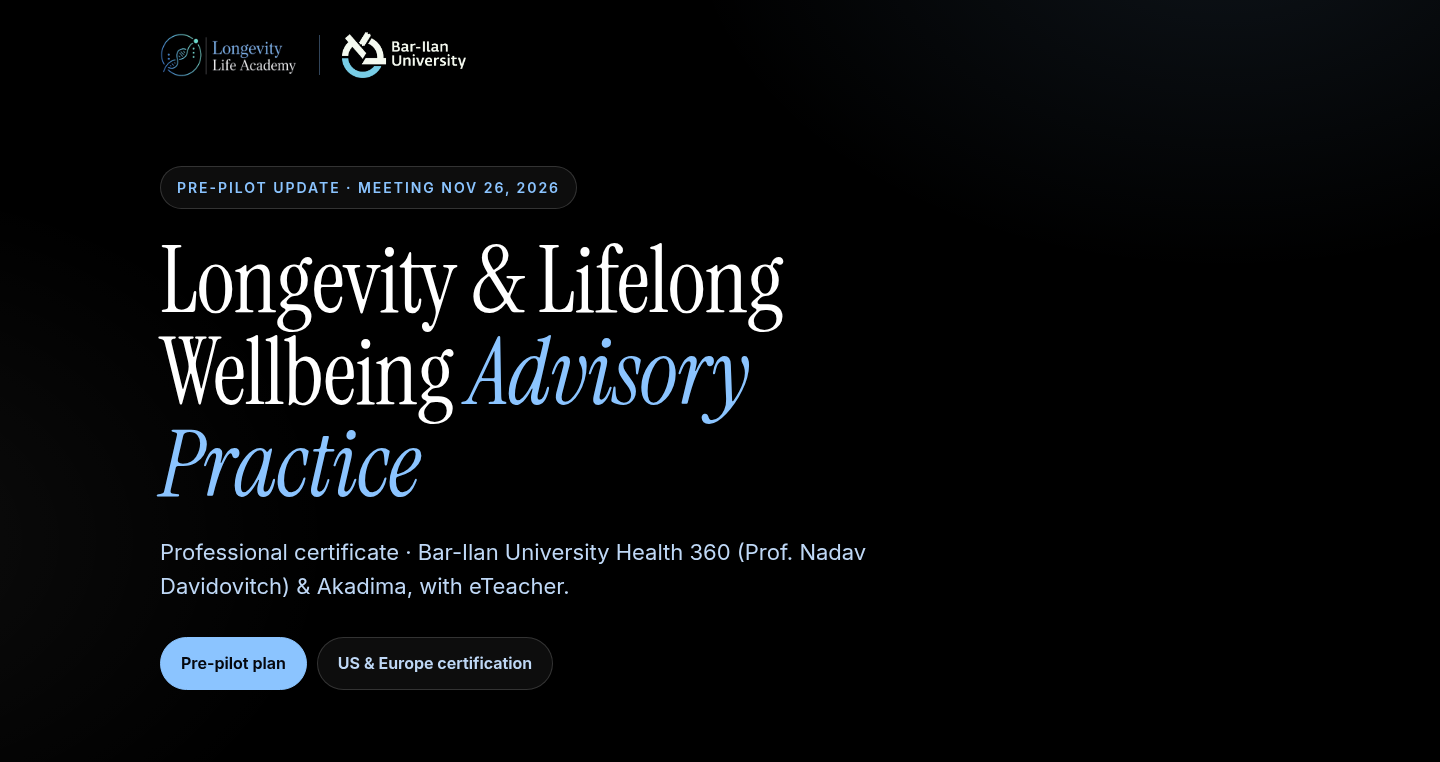 Longevity
Life Academy
Bar-Ilan
University
PRE-PILOT UPDATE · MEETING NOV 26, 2026
Longevity & Lifelong
Wellbeing Advisory
Practice
Professional certificate · Bar-Ilan University Health 360 (Prof. Nadav
Davidovitch) & Akadima, with eTeacher.
Pre-pilot plan
US & Europe certification